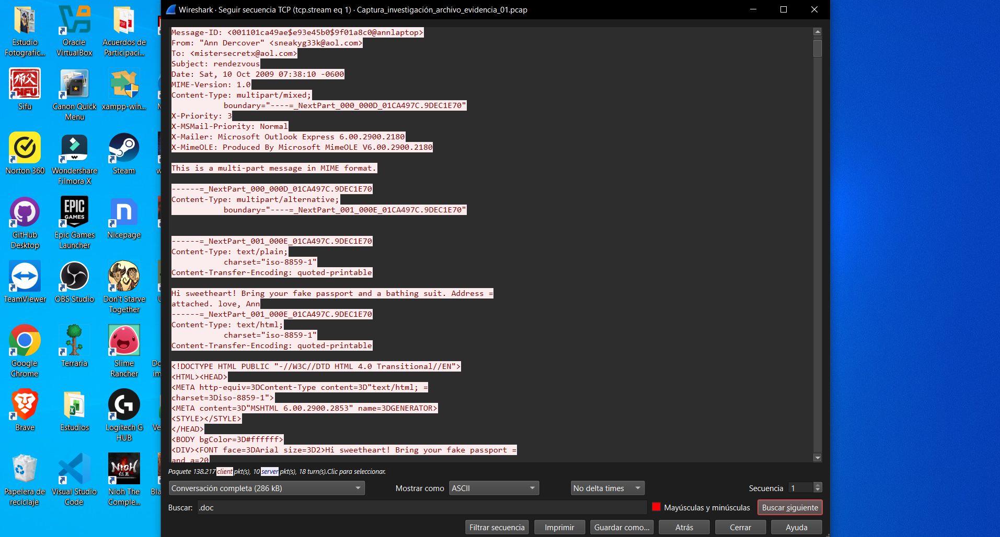 Estudio Fotografic...
Oracle VirtualBox
Acuerdos de Participaci...
Sifu
Canon Quick Menu
xampp-win...
Norton 360
Wondershare Filmora X
Steam
GitHub Desktop
EPIC GAMES
Epic Games Launcher
Nicepage
TeamViewer
OBS Studio
Don't Starve Together
Google Chrome
Terraria
Slime Rancher
Brave
Estudios
Logitech G HUB
Papelera de reciclaje
Visual Studio Code
NIOH
仁王
Nioh The Comple...
Wireshark · Seguir secuencia TCP (tcp.stream eq 1) · Captura_investigación_archivo_evidencia_01.pcap
Message-ID: <001101ca49ae$e93e45b0$9f01a8c0@annlaptop>
From: "Ann Dercover" <sneakyg33k@aol.com>
To: <mistersecretx@aol.com>
Subject: rendezvous
Date: Sat, 10 Oct 2009 07:38:10 -0600
MIME-Version: 1.0
Content-Type: multipart/mixed;
boundary="----=_NextPart_000_000D_01CA497C.9DEC1E70"
X-Priority: 3
X-MSMail-Priority: Normal
X-Mailer: Microsoft Outlook Express 6.00.2900.2180
X-MimeOLE: Produced By Microsoft MimeOLE V6.00.2900.2180
This is a multi-part message in MIME format.
------=_NextPart_000_000D_01CA497C.9DEC1E70
Content-Type: multipart/alternative;
boundary="----=_NextPart_001_000E_01CA497C.9DEC1E70"
------=_NextPart_001_000E_01CA497C.9DEC1E70
Content-Type: text/plain;
charset="iso-8859-1"
Content-Transfer-Encoding: quoted-printable
Hi sweetheart! Bring your fake passport and a bathing suit. Address =
attached. love, Ann
------=_NextPart_001_000E_01CA497C.9DEC1E70
Content-Type: text/html;
charset="iso-8859-1"
Content-Transfer-Encoding: quoted-printable
<!DOCTYPE HTML PUBLIC "-//W3C//DTD HTML 4.0 Transitional//EN">
<HTML><HEAD>
<META http-equiv=3DContent-Type content=3D"text/html; =
charset=3Diso-8859-1">
<META content=3D"MSHTML 6.00.2900.2853" name=3DGENERATOR>
<STYLE></STYLE>
</HEAD>
<BODY bgColor=3D#ffffff>
<DIV><FONT face=3DArial size=3D2>Hi sweetheart! Bring your fake passport =
and a=20
Paquete 138.217 client pkt(s), 10 server pkt(s), 18 turn(s).Clic para seleccionar.
Conversación completa (286 kB)
Mostrar como
ASCII
No delta times
Secuencia
1
Buscar:
.doc
Mayúsculas y minúsculas
Buscar siguiente
Filtrar secuencia
Imprimir
Guardar como...
Atrás
Cerrar
Ayuda